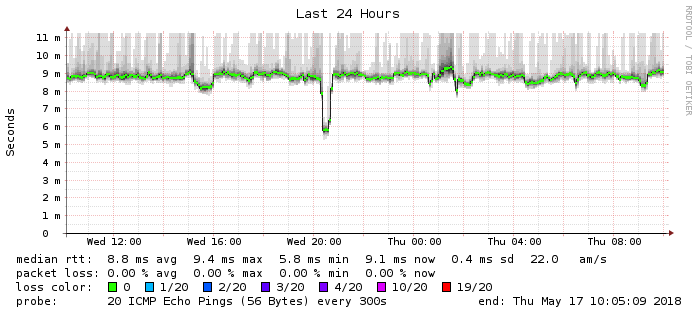 Last 24 Hours
RRDTOOL / TOBI OETIKER
Seconds
11 m
10 m
9 m
8 m
7 m
6 m
5 m
4 m
3 m
2 m
1 m
0
Wed 12:00 Wed 16:00 Wed 20:00 Thu 00:00 Thu 04:00 Thu 08:00
median rtt: 8.8 ms avg 9.4 ms max 5.8 ms min 9.1 ms now 0.4 ms sd 22.0 am/s
packet loss: 0.00 % avg 0.00 % max 0.00 % min 0.00 % now
loss color: 0 1/20 2/20 3/20 4/20 10/20 19/20
probe: 20 ICMP Echo Pings (56 Bytes) every 300s end: Thu May 17 10:05:09 2018